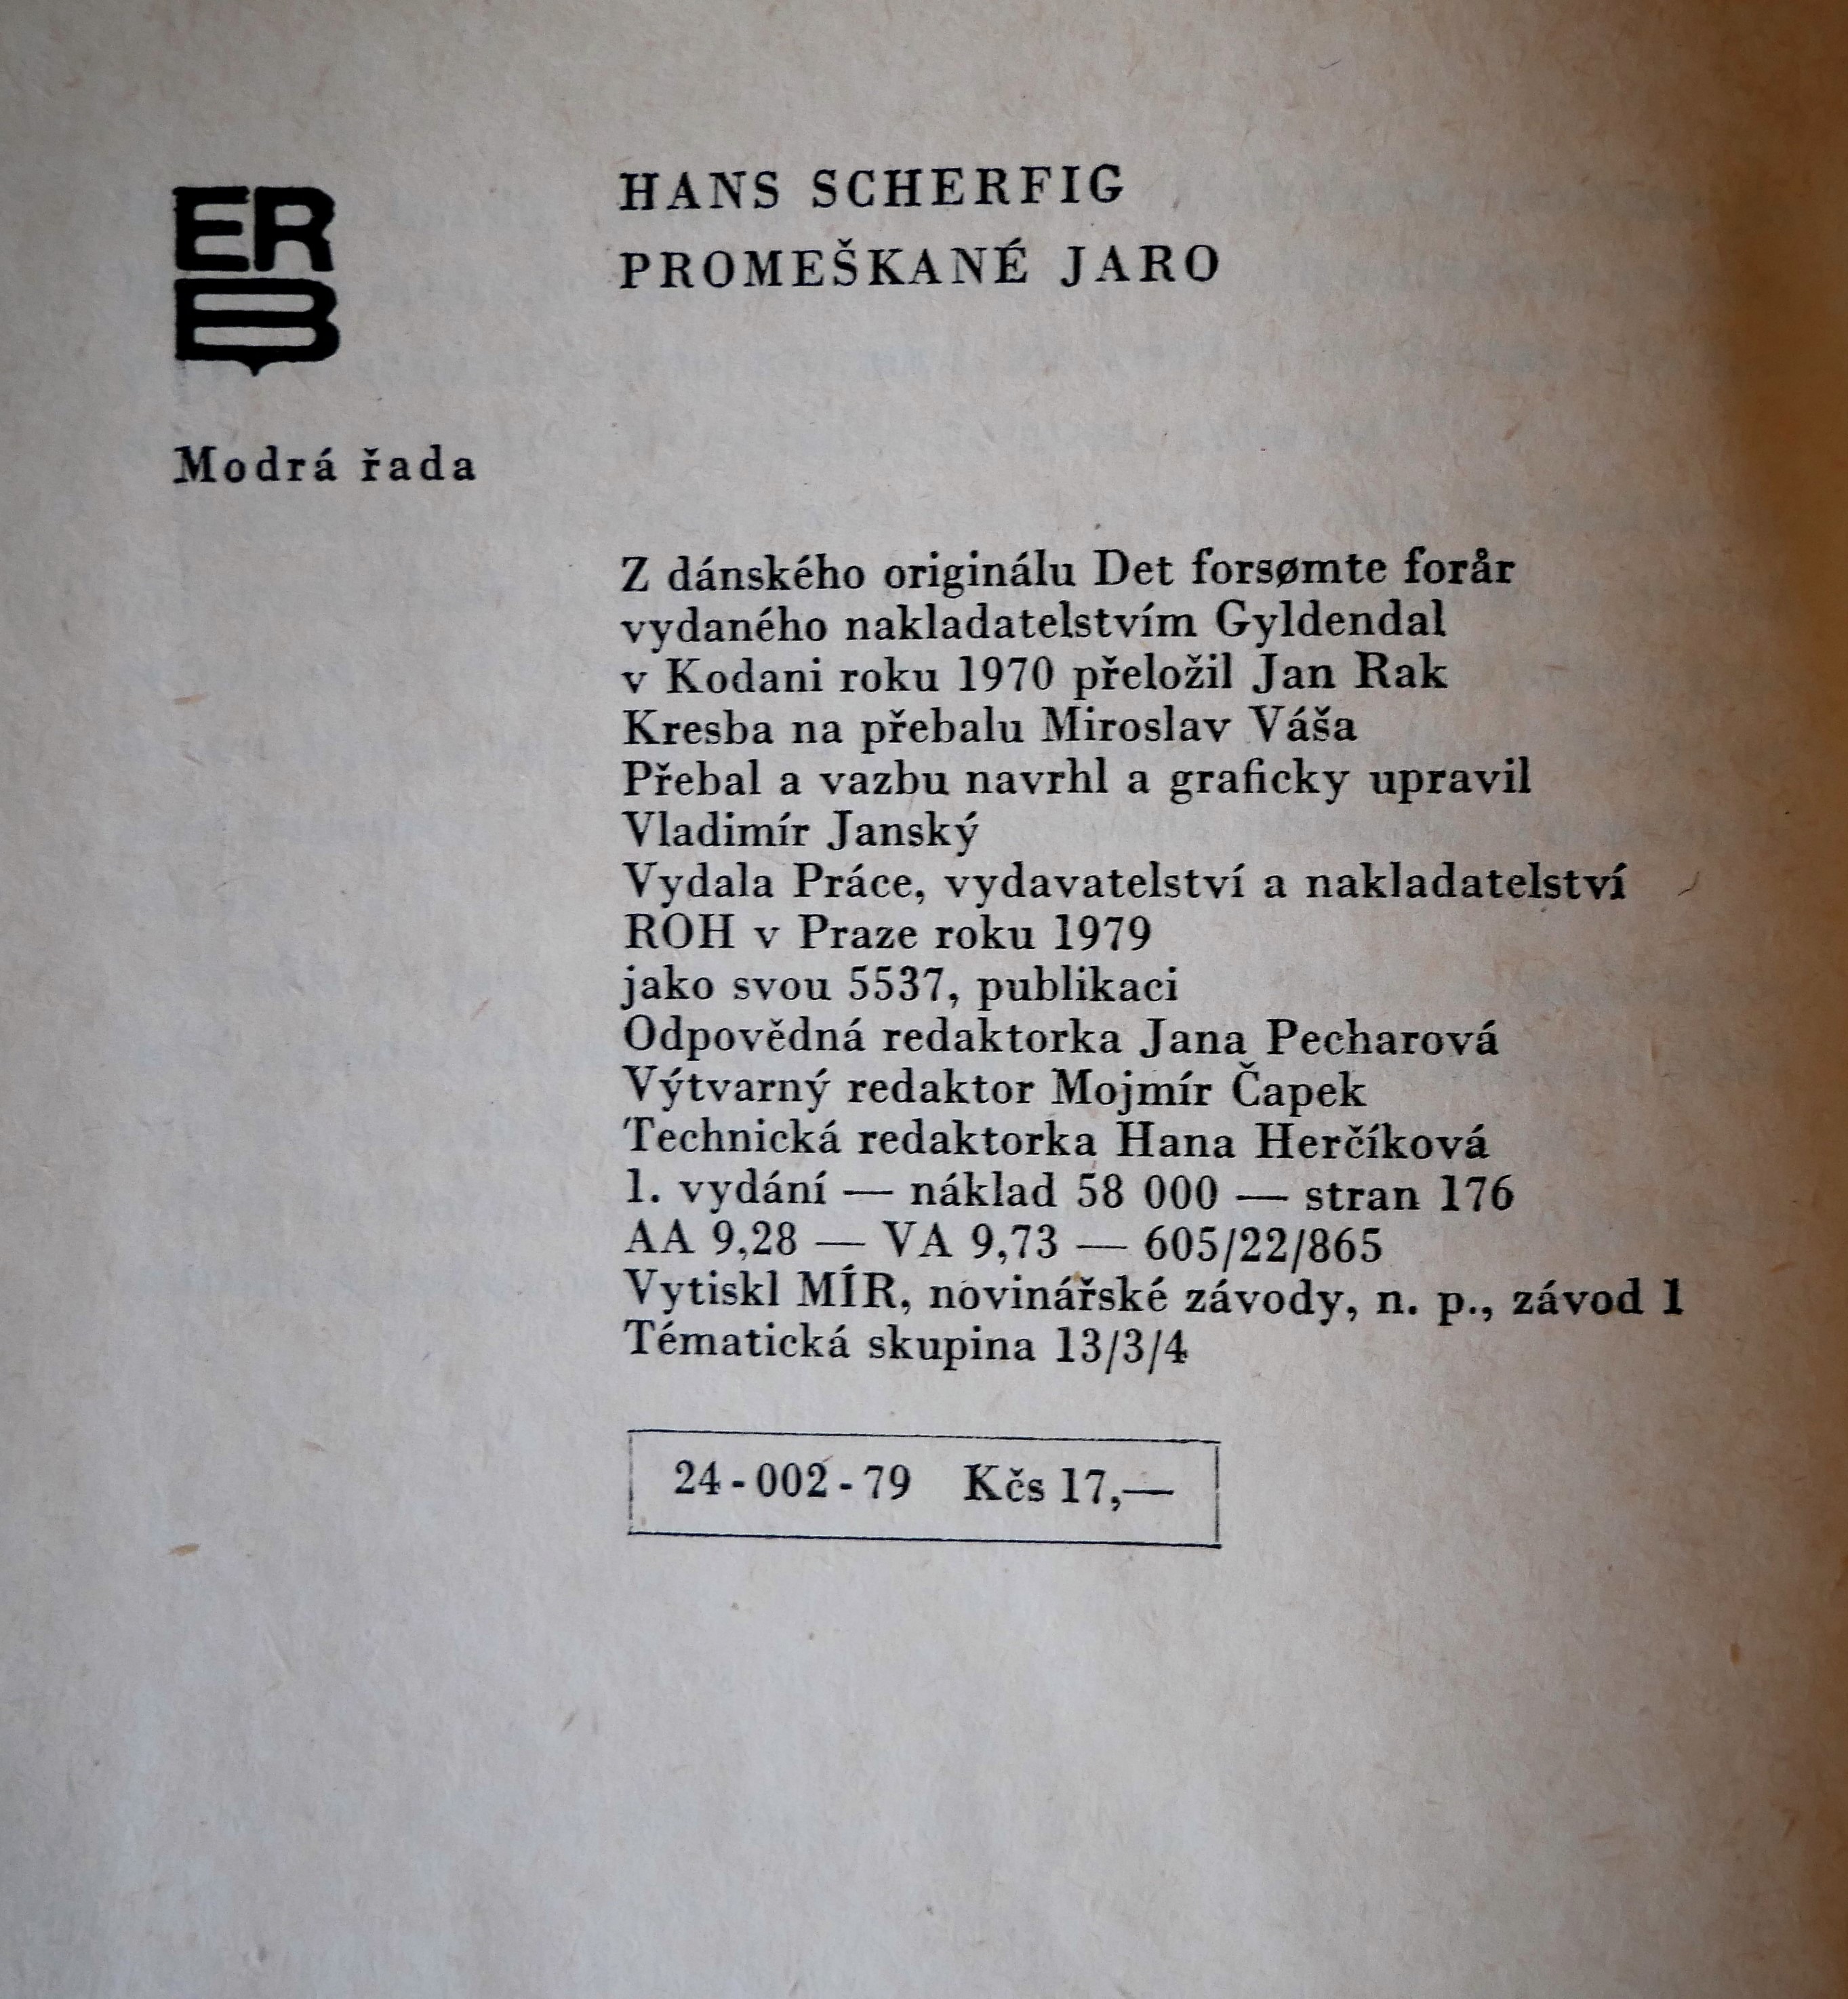 ER
B
Modrá řada
HANS SCHERFIG
PROMEŠKANÉ JARO
Z dánského originálu Det forsømte forår
vydaného nakladatelstvím Gyldendal
v Kodani roku 1970 přeložil Jan Rak
Kresba na přebalu Miroslav Váša
Přebal a vazbu navrhl a graficky upravil
Vladimír Janský
Vydala Práce, vydavatelství a nakladatelství
ROH v Praze roku 1979
jako svou 5537, publikaci
Odpovědná redaktorka Jana Pecharová
Výtvarný redaktor Mojmír Čapek
Technická redaktorka Hana Herčíková
1. vydání — náklad 58 000 — stran 176
AA 9,28 — VA 9,73 — 605/22/865
Vytiskl MÍR, novinářské závody, n. p., závod 1
Tématická skupina 13/3/4
24-002-79 Kčs 17,—